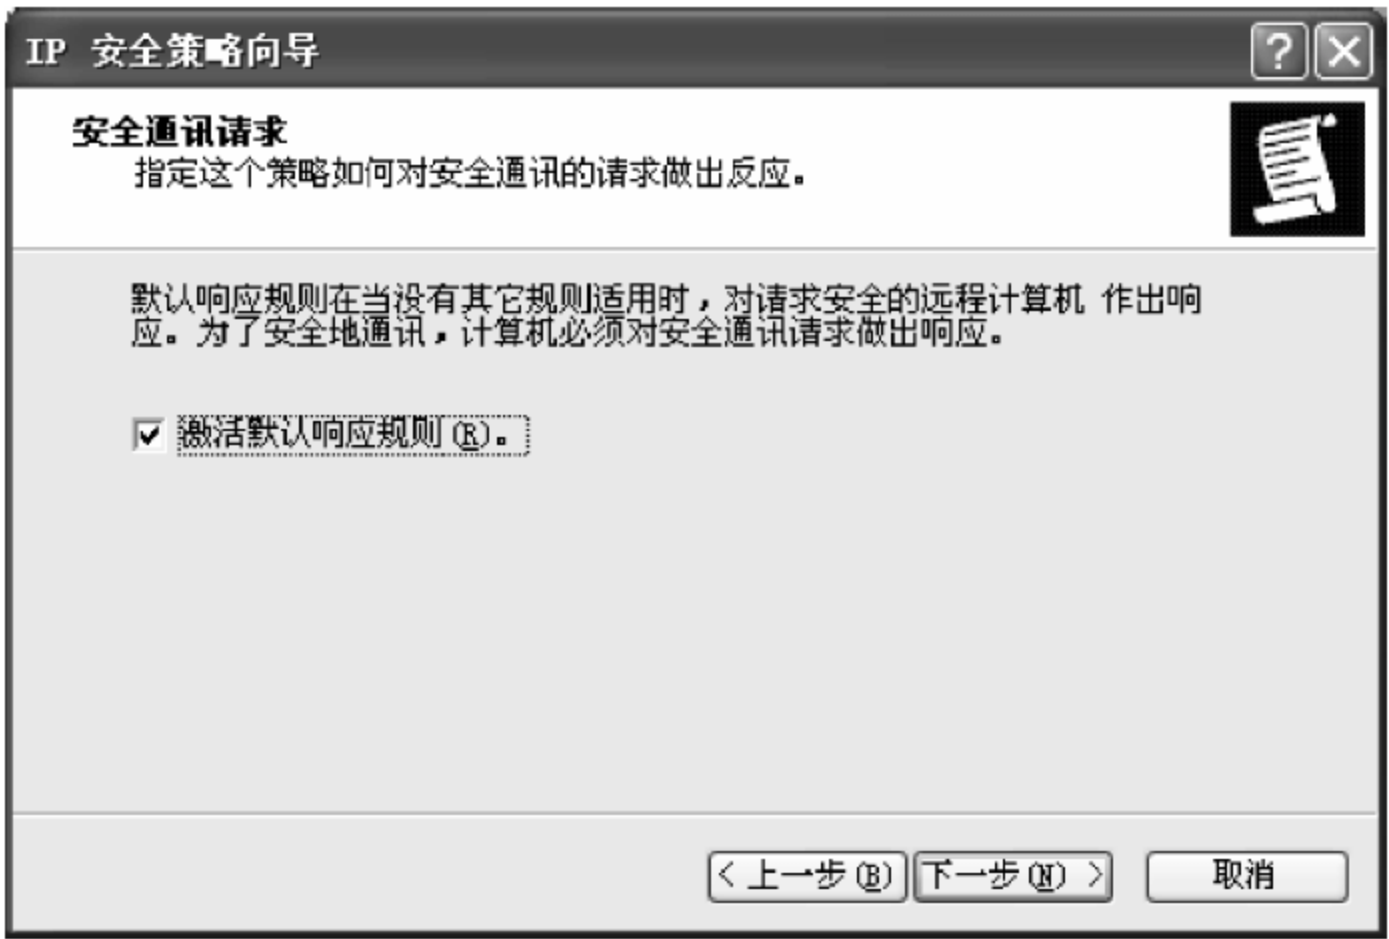 IP 安全策略向导
安全通讯请求
指定这个策略如何对安全通讯的请求做出反应。
默认响应规则在当没有其它规则适用时，对请求安全的远程计算机 作出响
应。为了安全地通讯，计算机必须对安全通讯请求做出响应。
激活默认响应规则(R)。
< 上一步(B) 下一步(N) > 取消